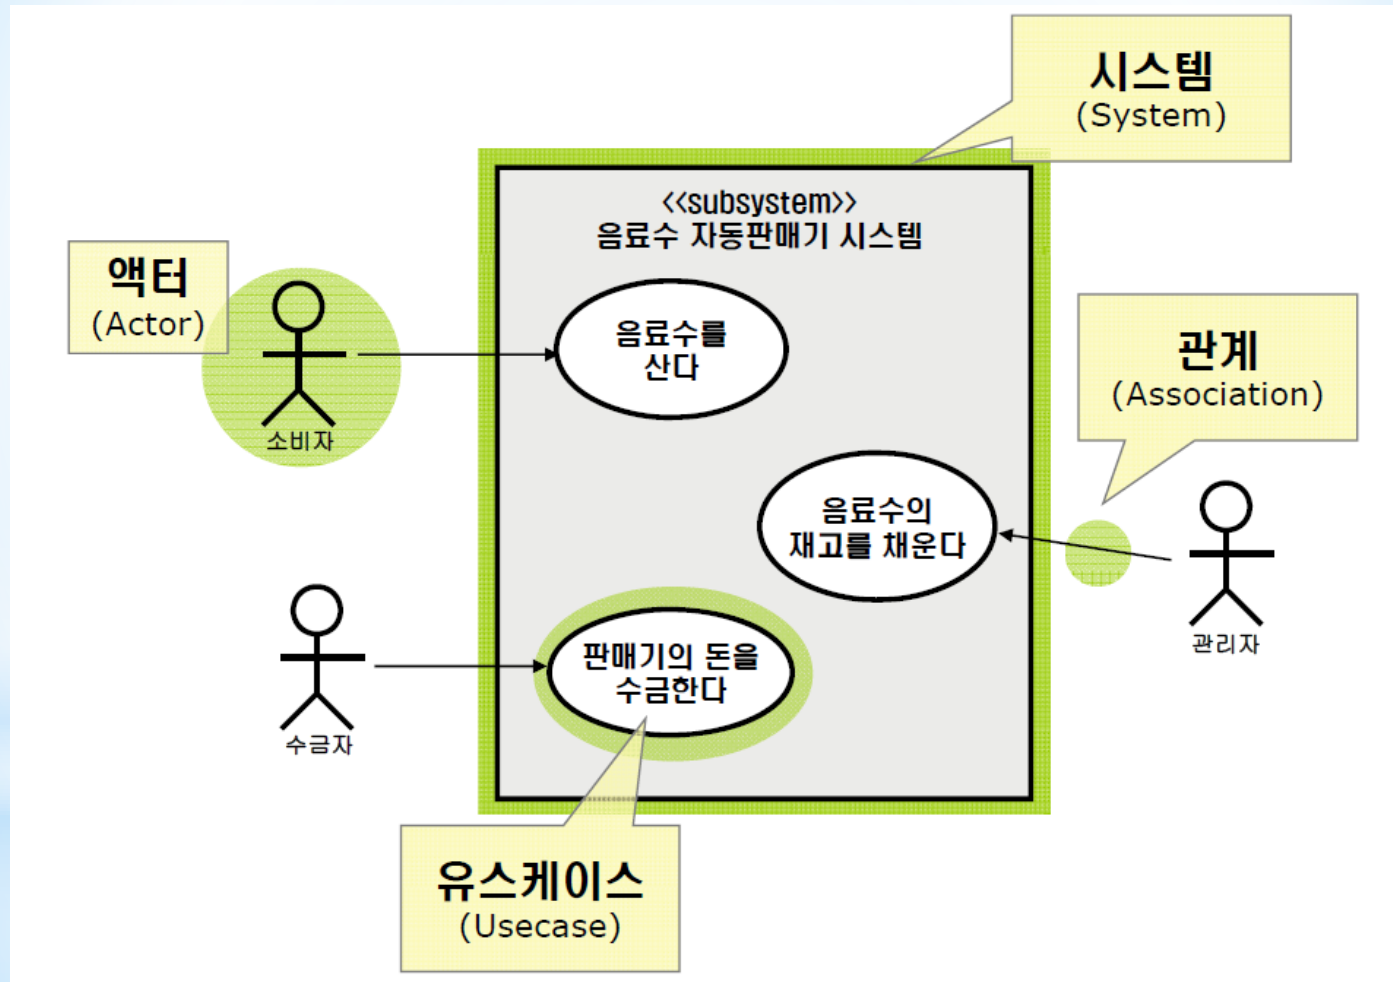 시스템
(System)
<<subsystem>>
음료수 자동판매기 시스템
액터
(Actor)
소비자
음료수를
산다
관계
(Association)
음료수의
재고를 채운다
관리자
판매기의 돈을
수금한다
수금자
유스케이스
(Usecase)